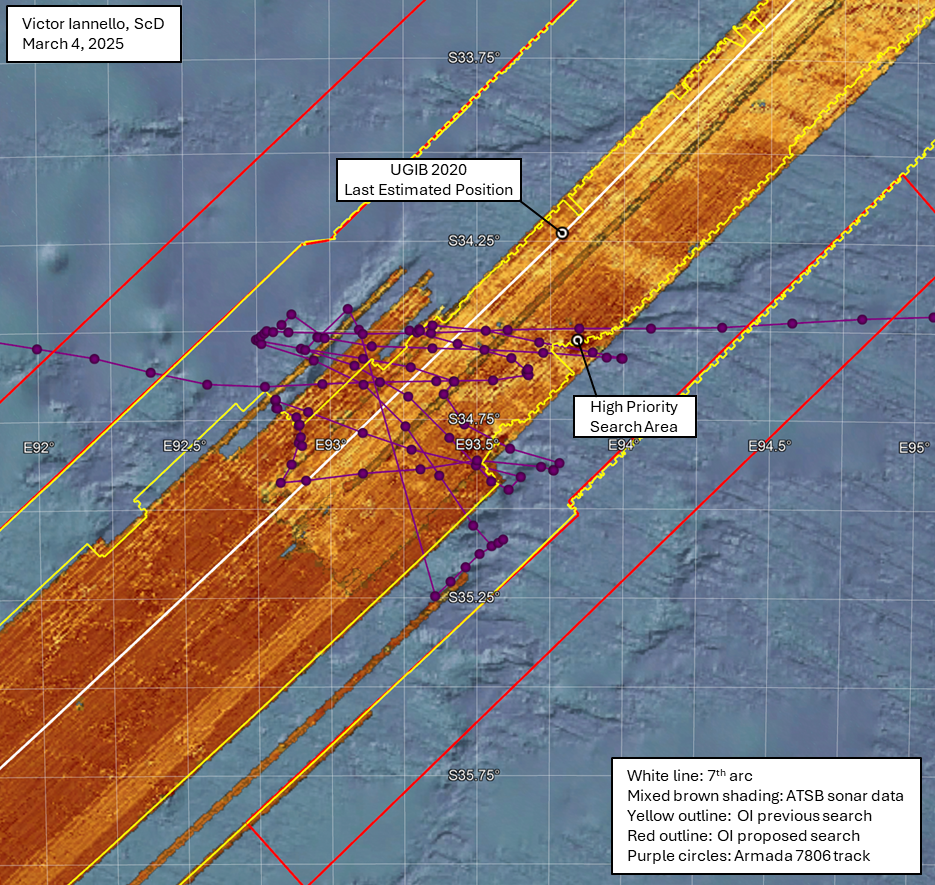 Victor Iannello, ScD
March 4, 2025
S33.75°
UGIB 2020
Last Estimated Position
S34.25°
High Priority
Search Area
S34.75°
E92°
E92.5°
E93°
E93.5°
E94°
E94.5°
E95°
S35.25°
S35.75°
White line: 7th arc
Mixed brown shading: ATSB sonar data
Yellow outline: OI previous search
Red outline: OI proposed search
Purple circles: Armada 7806 track